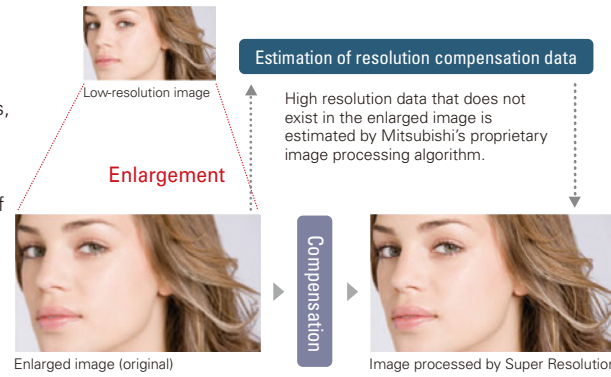 Estimation of resolution compensation data
Low-resolution image
s,
High resolution data that does not
exist in the enlarged image is
estimated by Mitsubishi's proprietary
image processing algorithm.
Enlargement
f
Compensation
Enlarged image (original)
Image processed by Super Resolution